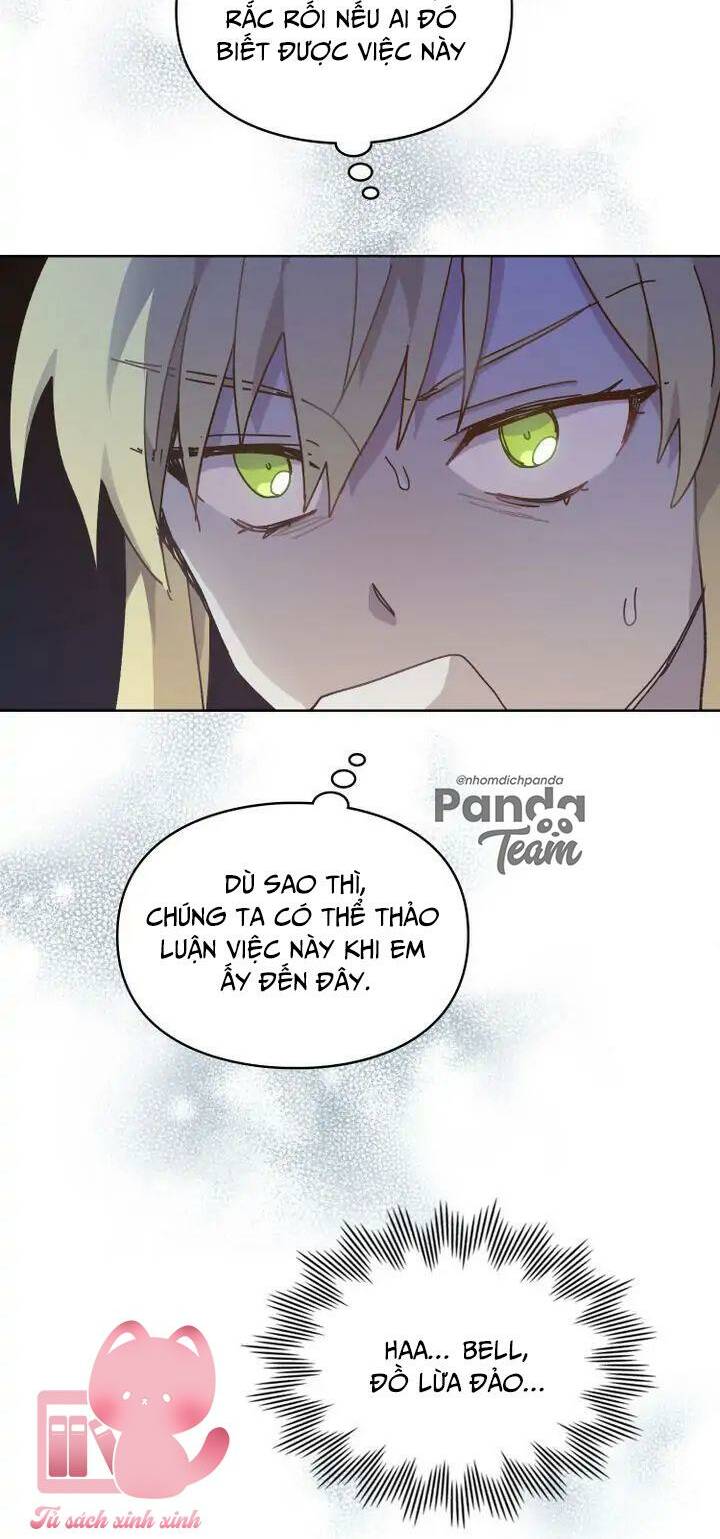 RẮC RỐI NẾU AI ĐÓ
BIẾT ĐƯỢC VIỆC NÀY
@nhomdichpanda
Panda
Team
DÙ SAO THÌ,
CHÚNG TA CÓ THỂ THẢO
LUẬN VIỆC NÀY KHI EM
ẤY ĐẾN ĐÂY.
HAA... BELL,
ĐỒ LỪA ĐẢO...
Tủ sách xinh xinh